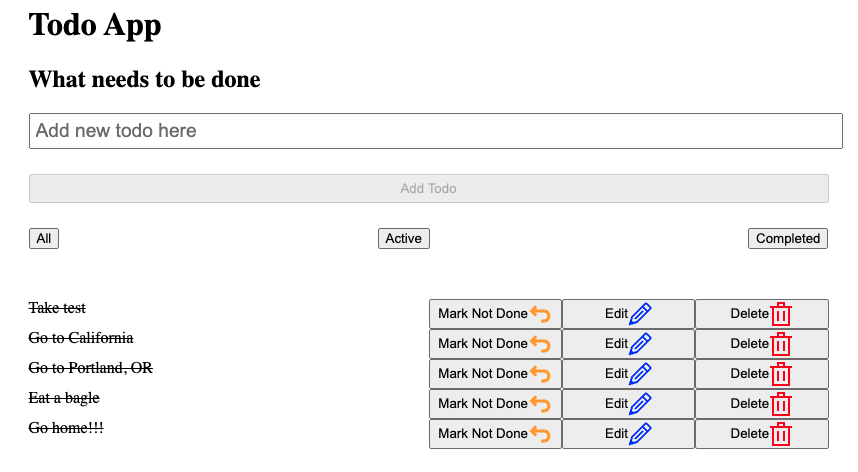 Todo App
What needs to be done
Add new todo here
Add Todo
All Active Completed
Take test Mark Not Done Edit Delete
Go to California Mark Not Done Edit Delete
Go to Portland, OR Mark Not Done Edit Delete
Eat a bagle Mark Not Done Edit Delete
Go home!!! Mark Not Done Edit Delete